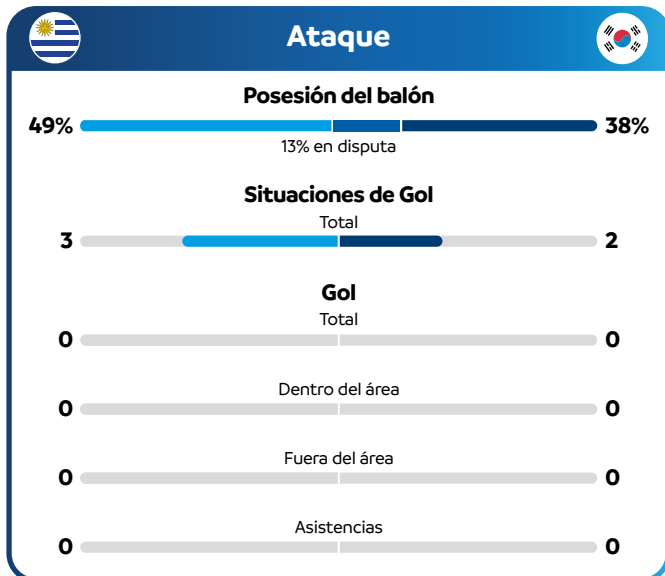 Ataque
Posesión del balón
49% 38%
13% en disputa
Situaciones de Gol
Total
3 2
Gol
Total
0 0
Dentro del área
0 0
Fuera del área
0 0
Asistencias
0 0